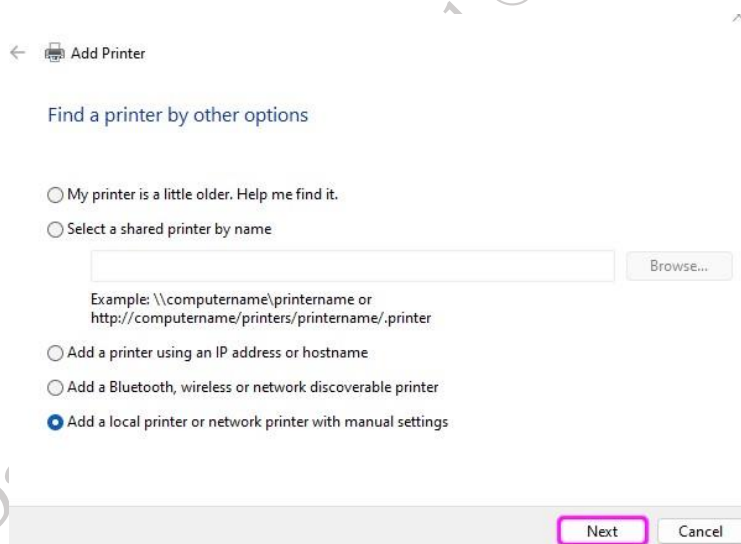 Add Printer
Find a printer by other options
My printer is a little older. Help me find it.
Select a shared printer by name
Browse...
Example: \\computername\printername or
http://computername/printers/printername/.printer
Add a printer using an IP address or hostname
Add a Bluetooth, wireless or network discoverable printer
Add a local printer or network printer with manual settings
Next
Cancel